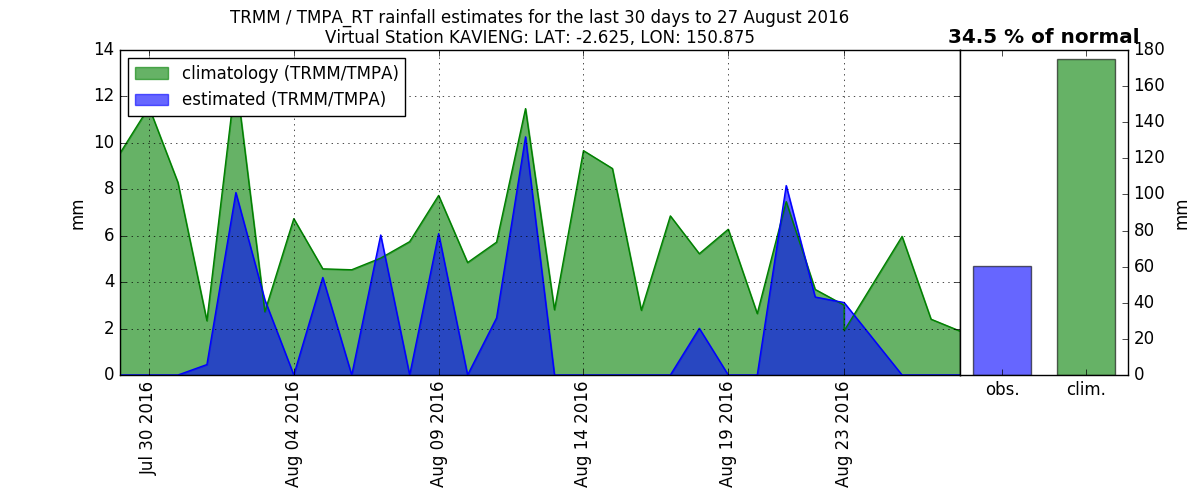 TRMM / TMPA_RT rainfall estimates for the last 30 days to 27 August 2016
Virtual Station KAVIENG: LAT: -2.625, LON: 150.875
34.5 % of normal
climatology (TRMM/TMPA)
estimated (TRMM/TMPA)
mm
14
12
10
8
6
4
2
0
Jul 30 2016
Aug 04 2016
Aug 09 2016
Aug 14 2016
Aug 19 2016
Aug 23 2016
obs.
clim.
180
160
140
120
100
80
60
40
20
0
mm